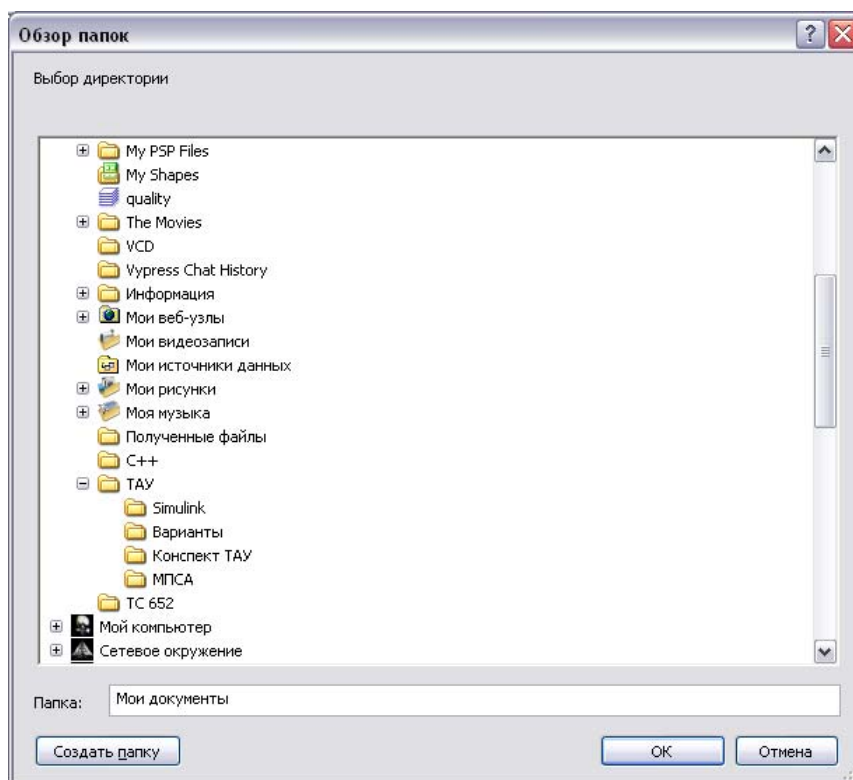 Обзор папок
Выбор директории
My PSP Files
My Shapes
quality
The Movies
VCD
Vypress Chat History
Информация
Мои веб-узлы
Мои видеозаписи
Мои источники данных
Мои рисунки
Моя музыка
Полученные файлы
С++
ТАУ
Simulink
Варианты
Конспект ТАУ
МПСА
ТС 652
Мой компьютер
Сетевое окружение
Папка: Мои документы
Создать папку ОК Отмена